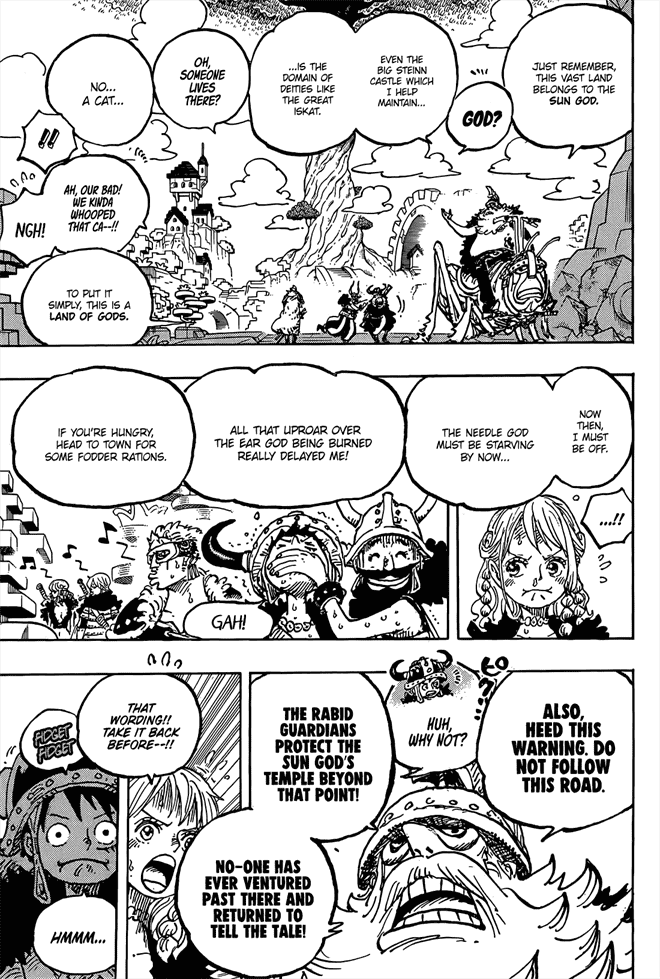 JUST REMEMBER,
THIS VAST LAND
BELONGS TO THE
SUN GOD.
GOD?
EVEN THE
BIG STEINN
CASTLE WHICH
I HELP
MAINTAIN...
...IS THE
DOMAIN OF
DEITIES LIKE
THE GREAT
ISKAT.
OH,
SOMEONE
LIVES
THERE?
NO...
A CAT...
!!
AH, OUR BAD!
WE KINDA
WHOOPED
THAT CA--!!
NGH!
TO PUT IT
SIMPLY, THIS IS A
LAND OF GODS.
NOW
THEN,
I MUST
BE OFF.
THE NEEDLE GOD
MUST BE STARVING
BY NOW...
...!!
ALL THAT UPROAR OVER
THE EAR GOD BEING BURNED
REALLY DELAYED ME!
IF YOU'RE HUNGRY,
HEAD TO TOWN FOR
SOME FODDER RATIONS.
GAH!
ALSO,
HEED THIS
WARNING. DO
NOT FOLLOW
THIS ROAD.
HUH,
WHY NOT?
THE RABID
GUARDIANS
PROTECT THE
SUN GOD'S
TEMPLE BEYOND
THAT POINT!
NO-ONE HAS
EVER VENTURED
PAST THERE AND
RETURNED TO
TELL THE TALE!
THAT
WORDING!!
TAKE IT BACK
BEFORE--!!
FIDGET
FIDGET
HMMM...